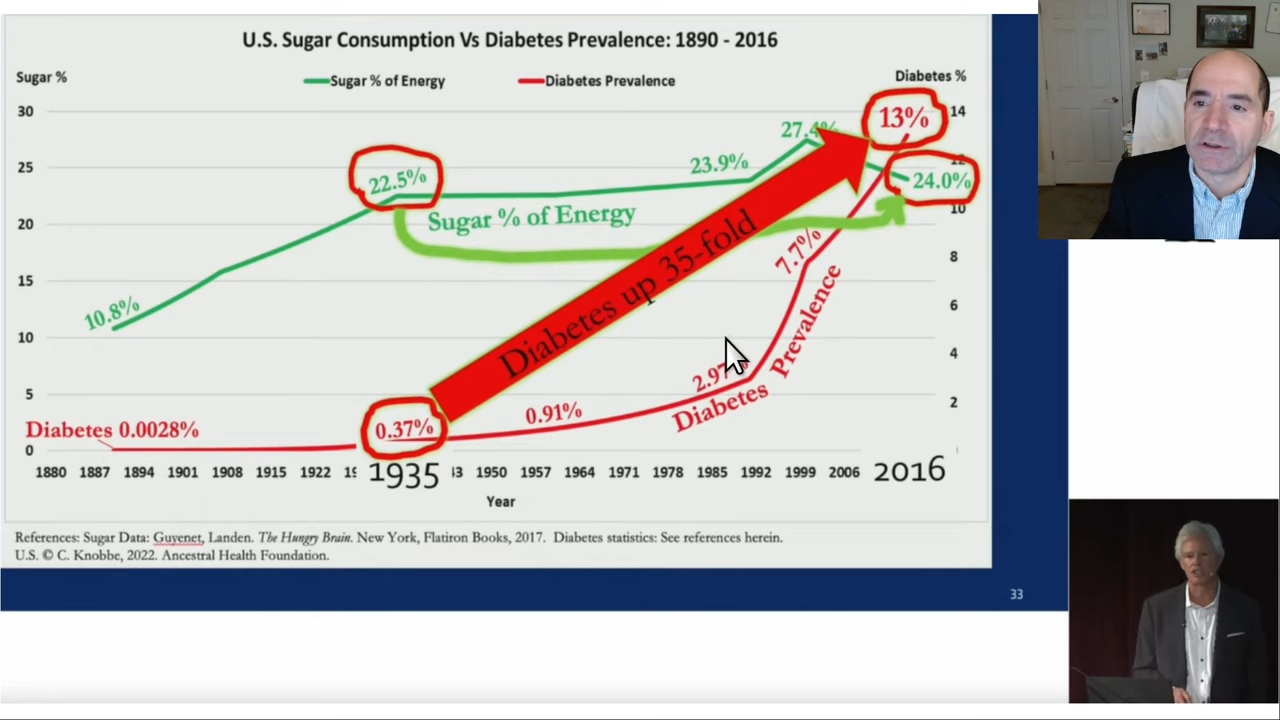 U.S. Sugar Consumption Vs Diabetes Prevalence: 1890 - 2016
Sugar %
Sugar % of Energy
Diabetes Prevalence
Diabetes %
30
25
20
15
10
5
0
14
12
10
8
6
4
2
10.8%
22.5%
23.9%
27.4%
24.0%
13%
Sugar % of Energy
Diabetes up 35-fold
7.7%
Diabetes Prevalence
0.91%
0.37%
Diabetes 0.0028%
1880 1887 1894 1901 1908 1915 1922 1935 1950 1957 1964 1971 1978 1985 1992 1999 2006 2016
Year
References: Sugar Data: Guyenet, Landen. The Hungry Brain. New York, Flatiron Books, 2017. Diabetes statistics: See references herein.
U.S. © C. Knobbe, 2022. Ancestral Health Foundation.
33